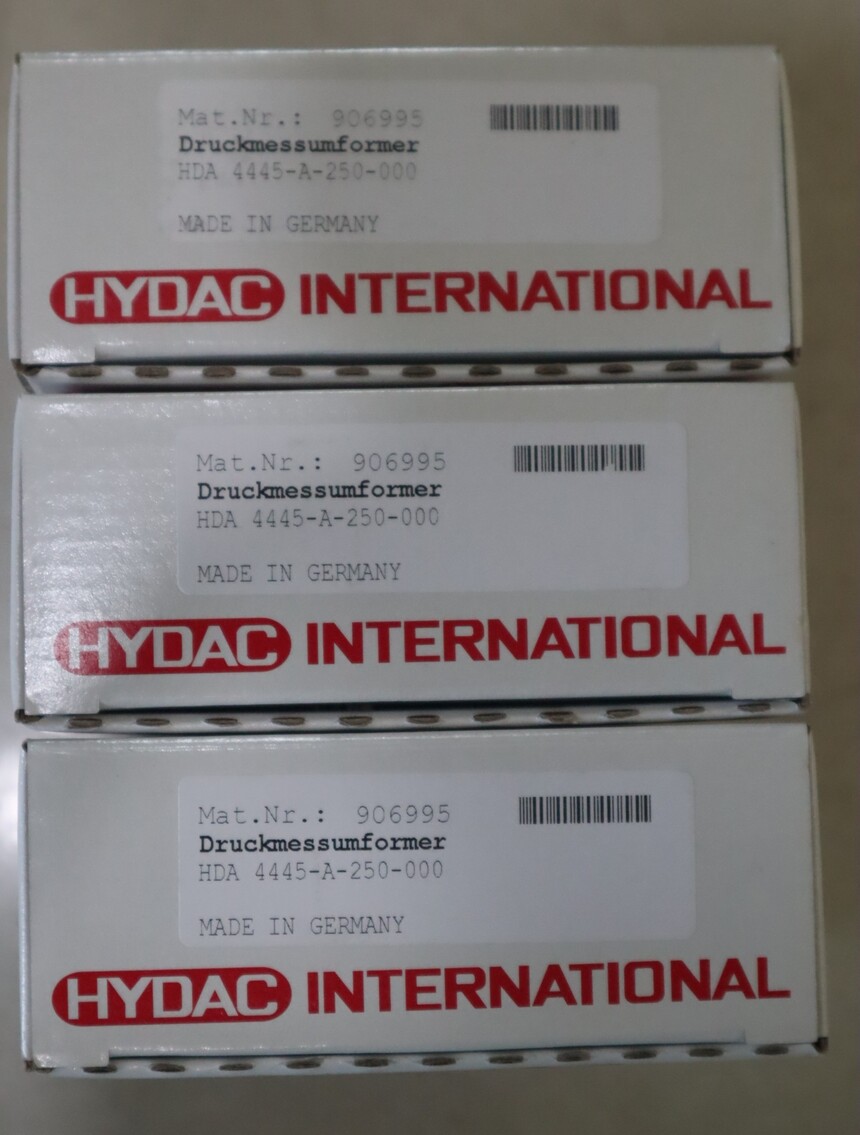 Mat.Nr.: 906995
Druckmessumformer
HDA 4445-A-250-000
MADE IN GERMANY
HYDAC INTERNATIONAL
Mat.Nr.: 906995
Druckmessumformer
HDA 4445-A-250-000
MADE IN GERMANY
HYDAC INTERNATIONAL
Mat.Nr.: 906995
Druckmessumformer
HDA 4445-A-250-000
MADE IN GERMANY
HYDAC INTERNATIONAL